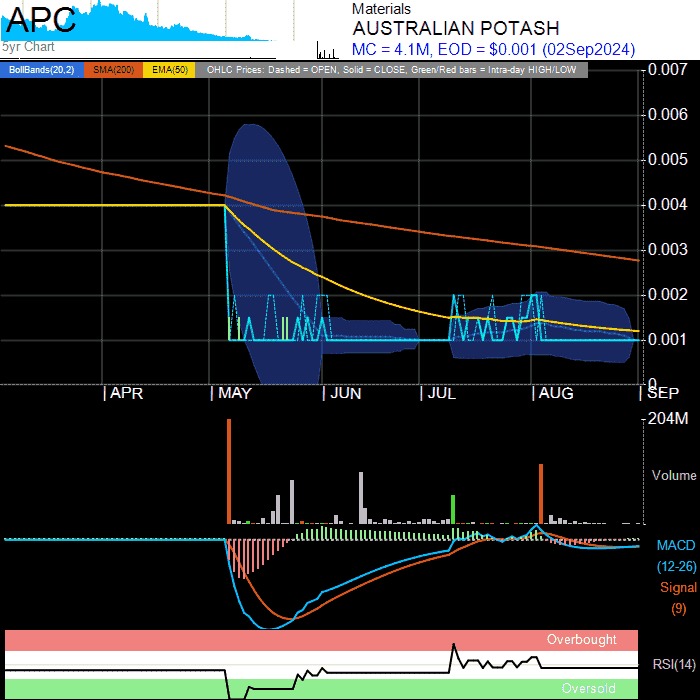 APC
5yr Chart
Materials
AUSTRALIAN POTASH
MC = 4.1M, EOD = $0.001 (02Sep2024)
BollBands(20,2) SMA(200) EMA(50) OHLC Prices: Dashed = OPEN, Solid = CLOSE, Green/Red bars = Intra-day HIGH/LOW
0.007
0.006
0.005
0.004
0.003
0.002
0.001
0
APR MAY JUN JUL AUG SEP
204M
Volume
MACD
(12-26)
Signal
(9)
Overbought
RSI(14)
Oversold